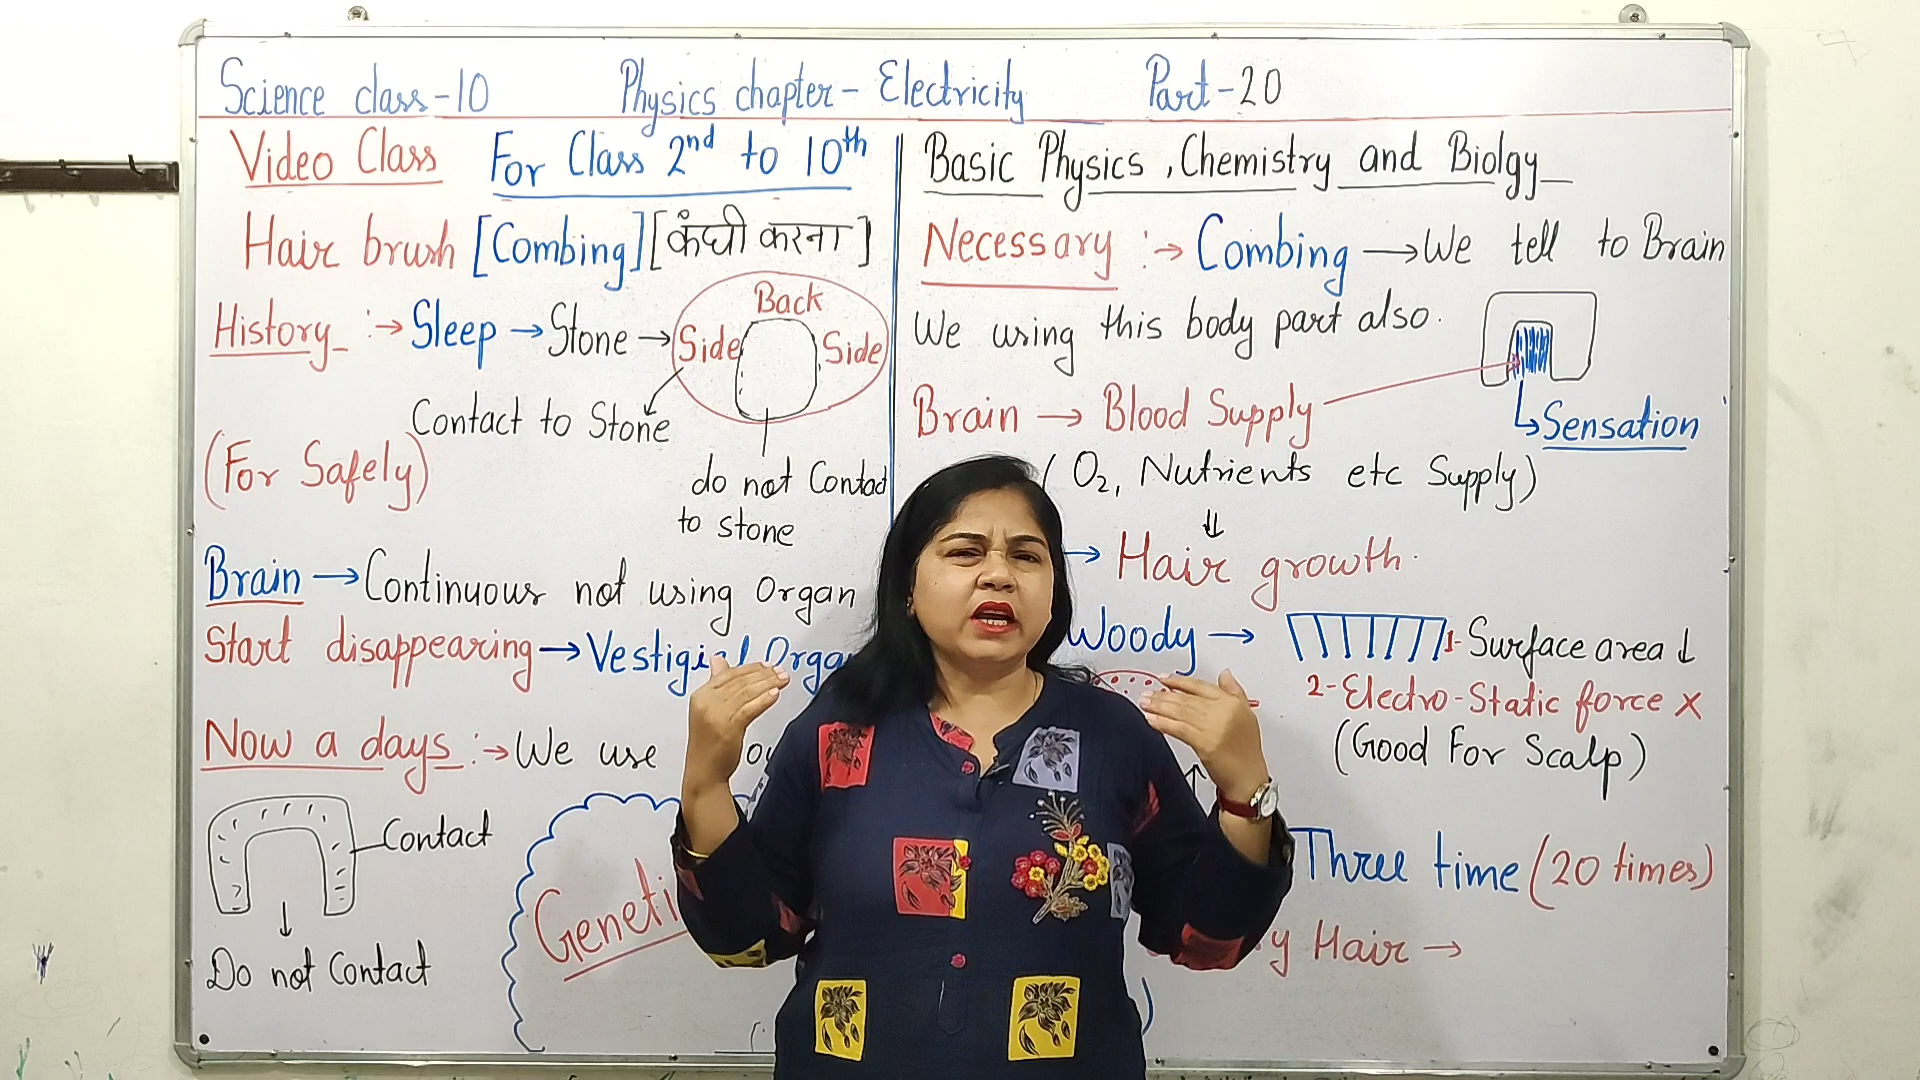 Science class-10 Physics chapter- Electricity Part-20
Video Class For Class 2nd to 10th
Hair brush [Combing] [कंघी करना]
History :→ Sleep → Stone →
Back
Side Side
Contact to Stone
do not Contact
to stone
(For Safely)
Brain → Continuous not using Organ
Start disappearing → Vestigial
Now a days :→ We use
Contact
Do not Contact
Basic Physics, Chemistry and Biolgy
Necessary :→ Combing → We tell to Brain
We using this body part also.
Brain → Blood Supply
Sensation
(O2, Nutrients etc Supply)
→ Hair growth.
Woody → 1- Surface area ↓
2- Electro-Static force ×
(Good For Scalp)
Three time (20 times)
Hair →